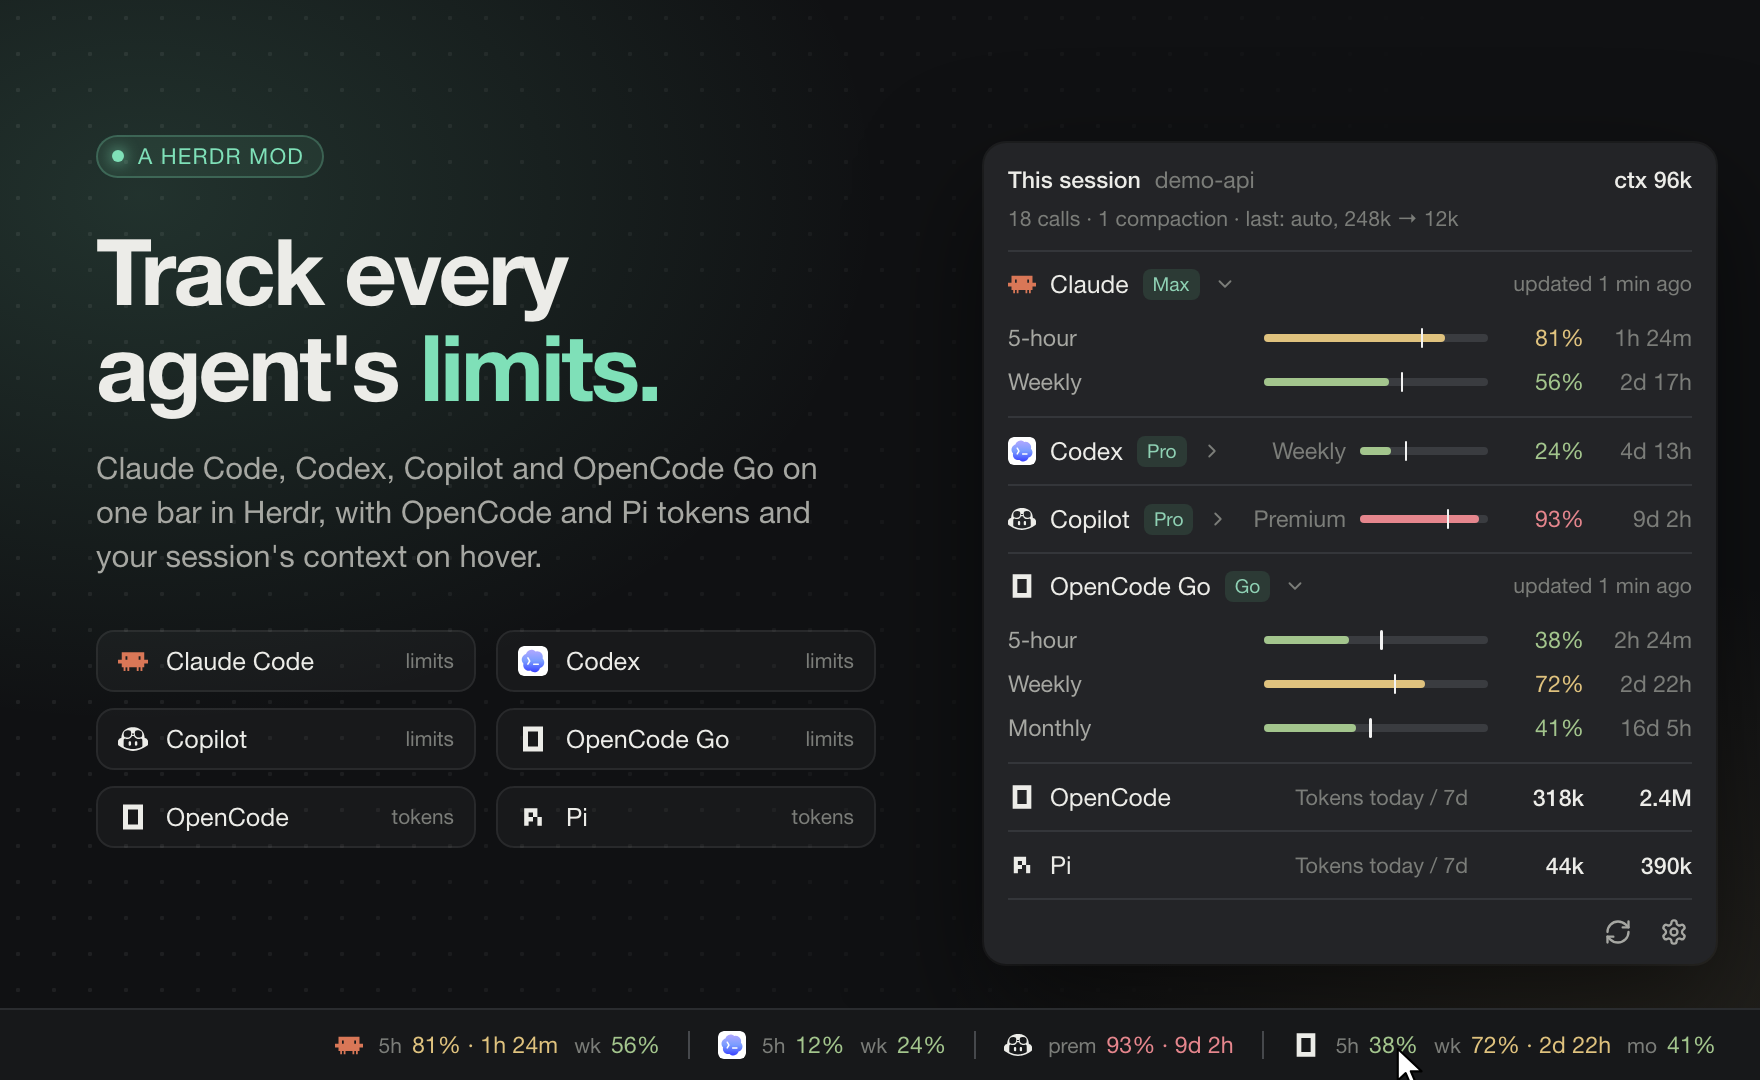 A HERDR MOD
Track every
agent's limits.
Claude Code, Codex, Copilot and OpenCode Go on
one bar in Herdr, with OpenCode and Pi tokens and
your session's context on hover.
Claude Code limits
Codex limits
Copilot limits
OpenCode Go limits
OpenCode tokens
Pi tokens
This session demo-api ctx 96k
18 calls · 1 compaction · last: auto, 248k → 12k
Claude Max updated 1 min ago
5-hour 81% 1h 24m
Weekly 56% 2d 17h
Codex Pro Weekly 24% 4d 13h
Copilot Pro Premium 93% 9d 2h
OpenCode Go Go updated 1 min ago
5-hour 38% 2h 24m
Weekly 72% 2d 22h
Monthly 41% 16d 5h
OpenCode Tokens today / 7d 318k 2.4M
Pi Tokens today / 7d 44k 390k
5h 81% · 1h 24m wk 56% 5h 12% wk 24% prem 93% · 9d 2h 5h 38% wk 72% · 2d 22h mo 41%